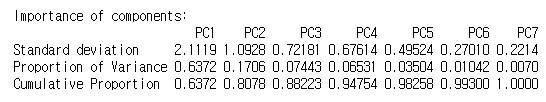 Importance of components:
PC1 PC2 PC3 PC4 PC5 PC6 PC7
Standard deviation 2.1119 1.0928 0.72181 0.67614 0.49524 0.27010 0.2214
Proportion of Variance 0.6372 0.1706 0.07443 0.06531 0.03504 0.01042 0.0070
Cumulative Proportion 0.6372 0.8078 0.88223 0.94754 0.98258 0.99300 1.0000